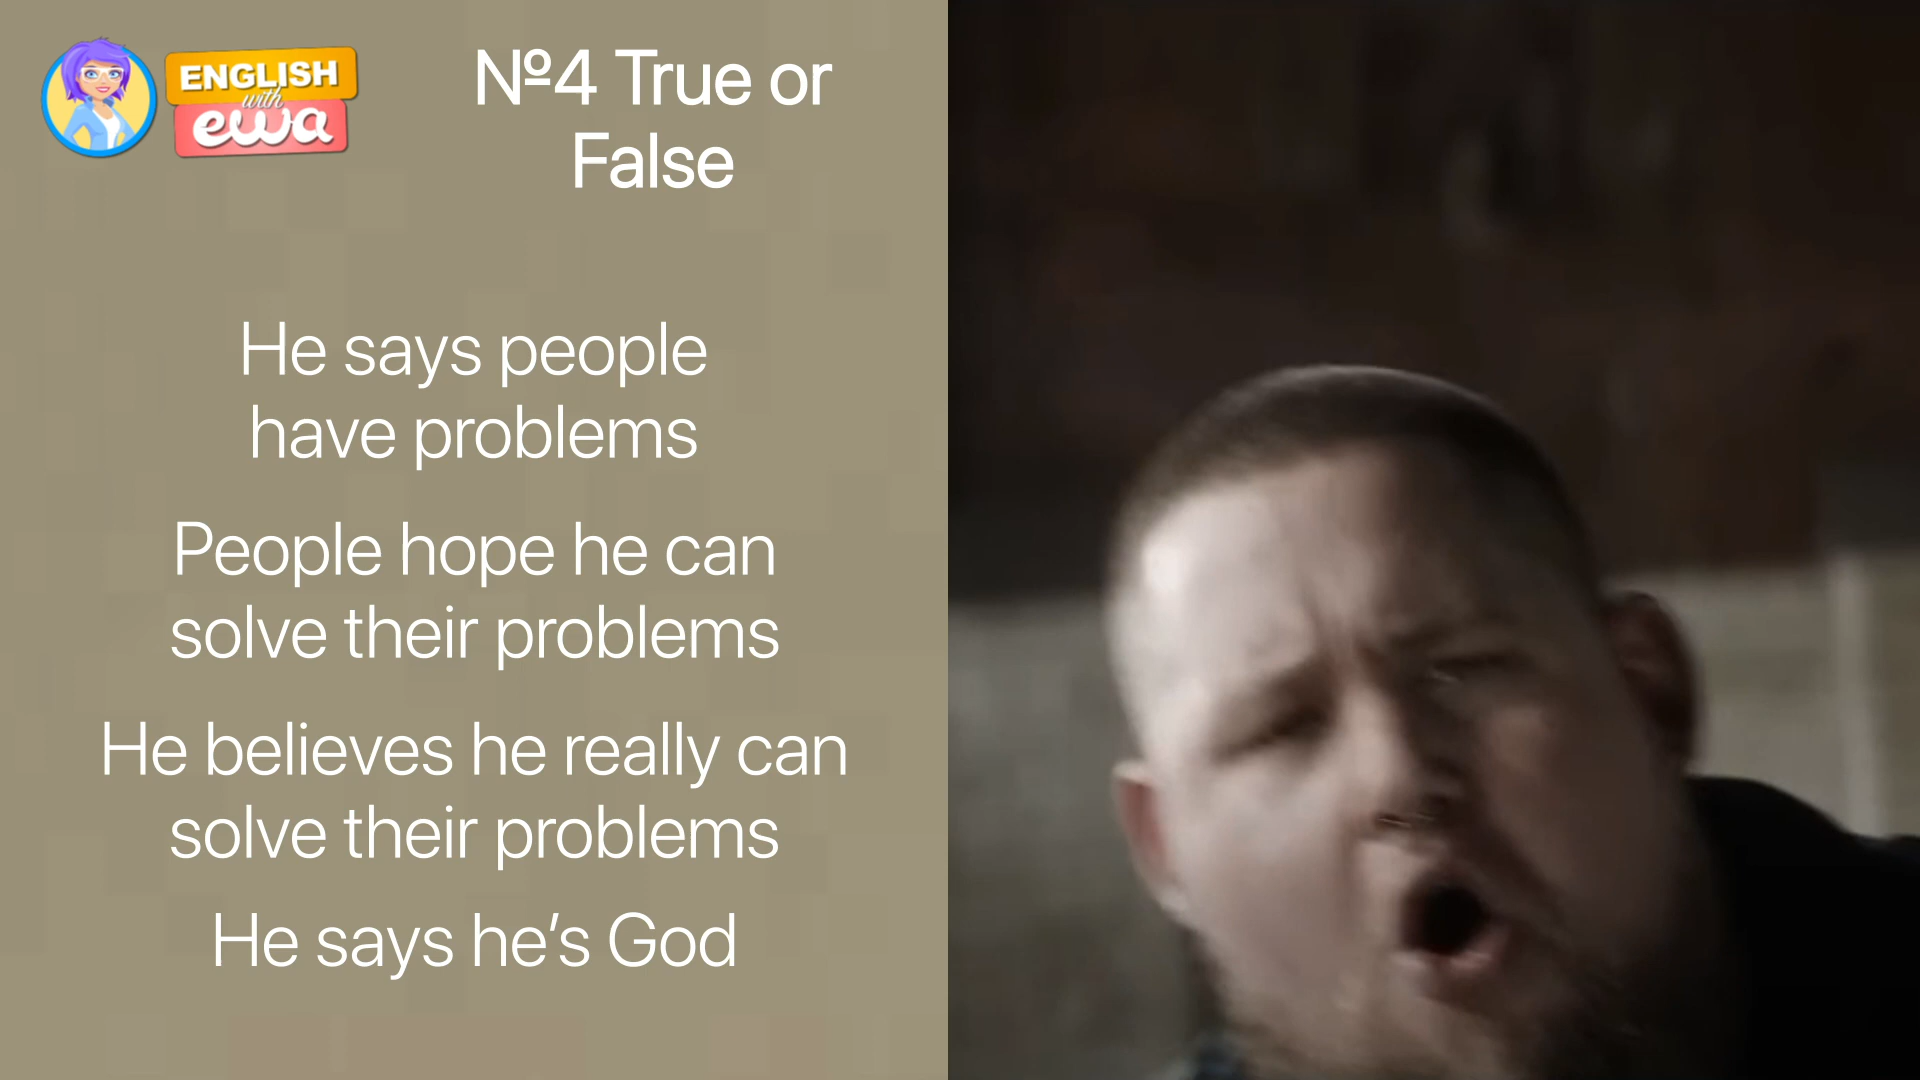 ENGLISH
with
ewa
№4 True or
False
He says people
have problems
People hope he can
solve their problems
He believes he really can
solve their problems
He says he’s God